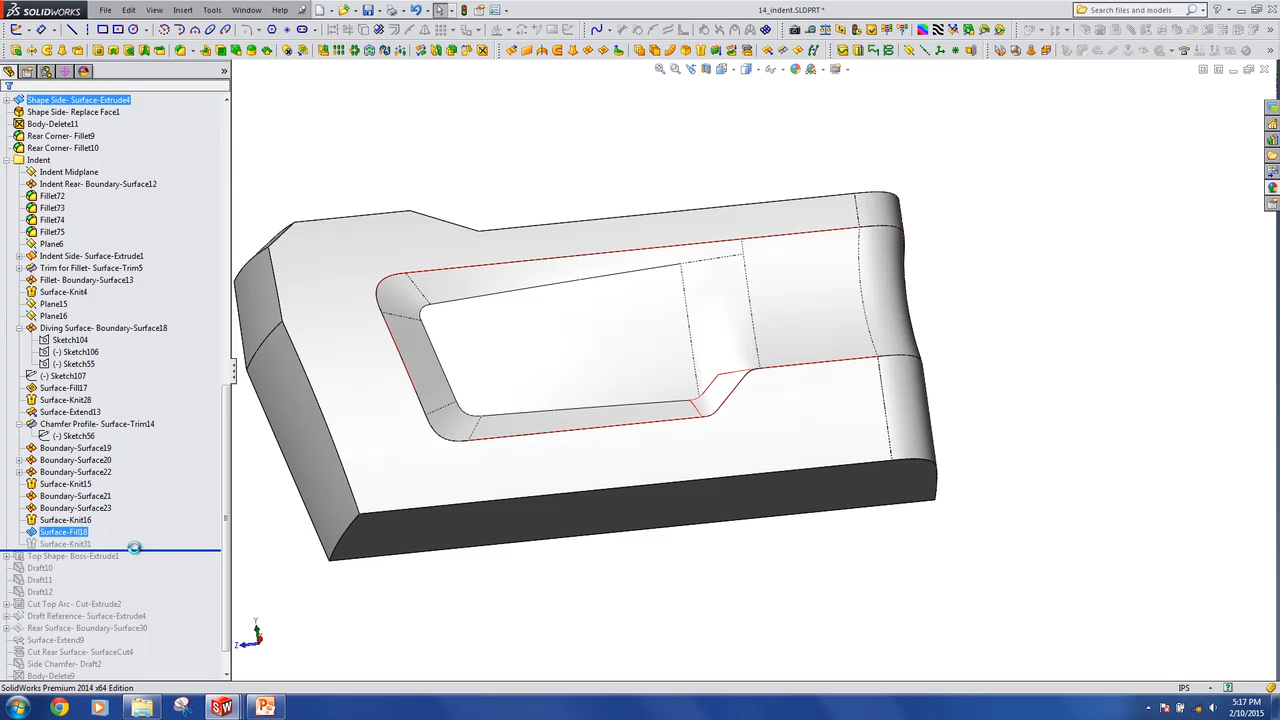 SOLIDWORKS File Edit View Insert Tools Window Help 14_indent.SLDPRT * Search files and models
Shape Side- Surface-Extrude4
Shape Side- Replace Face1
Body-Delete11
Rear Corner- Fillet9
Rear Corner- Fillet10
Indent
Indent Midplane
Indent Rear- Boundary-Surface12
Fillet72
Fillet73
Fillet74
Fillet75
Plane6
Indent Side- Surface-Extrude1
Trim for Fillet- Surface-Trim5
Fillet- Boundary-Surface13
Surface-Knit4
Plane15
Plane16
Diving Surface- Boundary-Surface18
Sketch104
(-) Sketch106
(-) Sketch55
(-) Sketch107
Surface-Fill17
Surface-Knit28
Surface-Extend13
Chamfer Profile- Surface-Trim14
(-) Sketch56
Boundary-Surface19
Boundary-Surface20
Boundary-Surface22
Surface-Knit15
Boundary-Surface21
Boundary-Surface23
Surface-Knit16
Surface-Fill18
Surface-Knit31
Top Shape- Boss-Extrude1
Draft10
Draft11
Draft12
Cut Top Arc- Cut-Extrude2
Draft Reference- Surface-Extrude4
Rear Surface- Boundary-Surface30
Surface-Extend9
Cut Rear Surface- SurfaceCut4
Side Chamfer- Draft2
Body-Delete9
Y
Z
SolidWorks Premium 2014 x64 Edition IPS
5:17 PM
2/10/2015